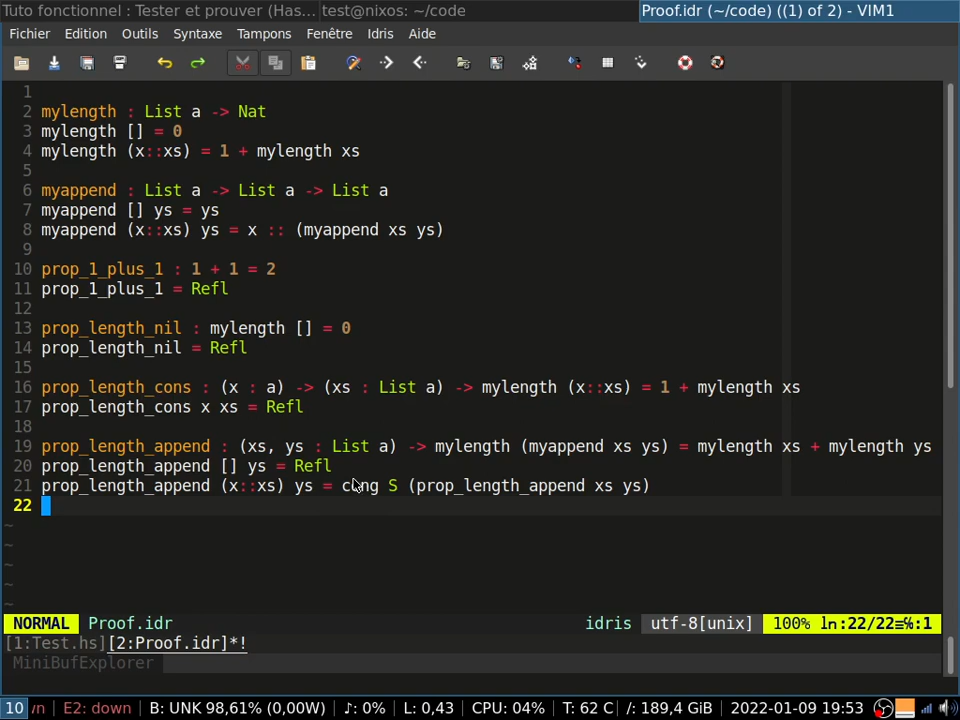 Tuto fonctionnel : Tester et prouver (Has... test@nixos: ~/code Proof.idr (~/code) ((1) of 2) - VIM1
Fichier Edition Outils Syntaxe Tampons Fenêtre Idris Aide
1
2 mylength : List a -> Nat
3 mylength [] = 0
4 mylength (x::xs) = 1 + mylength xs
5
6 myappend : List a -> List a -> List a
7 myappend [] ys = ys
8 myappend (x::xs) ys = x :: (myappend xs ys)
9
10 prop_1_plus_1 : 1 + 1 = 2
11 prop_1_plus_1 = Refl
12
13 prop_length_nil : mylength [] = 0
14 prop_length_nil = Refl
15
16 prop_length_cons : (x : a) -> (xs : List a) -> mylength (x::xs) = 1 + mylength xs
17 prop_length_cons x xs = Refl
18
19 prop_length_append : (xs, ys : List a) -> mylength (myappend xs ys) = mylength xs + mylength ys
20 prop_length_append [] ys = Refl
21 prop_length_append (x::xs) ys = cong S (prop_length_append xs ys)
22
~
~
~
~
~
NORMAL Proof.idr idris utf-8[unix] 100% ln:22/22≡℅:1
[1:Test.hs][2:Proof.idr]*!
MiniBufExplorer
10 wn E2: down B: UNK 98,61% (0,00W) ♪: 0% L: 0,43 CPU: 04% T: 62 C /: 189,4 GiB 2022-01-09 19:53